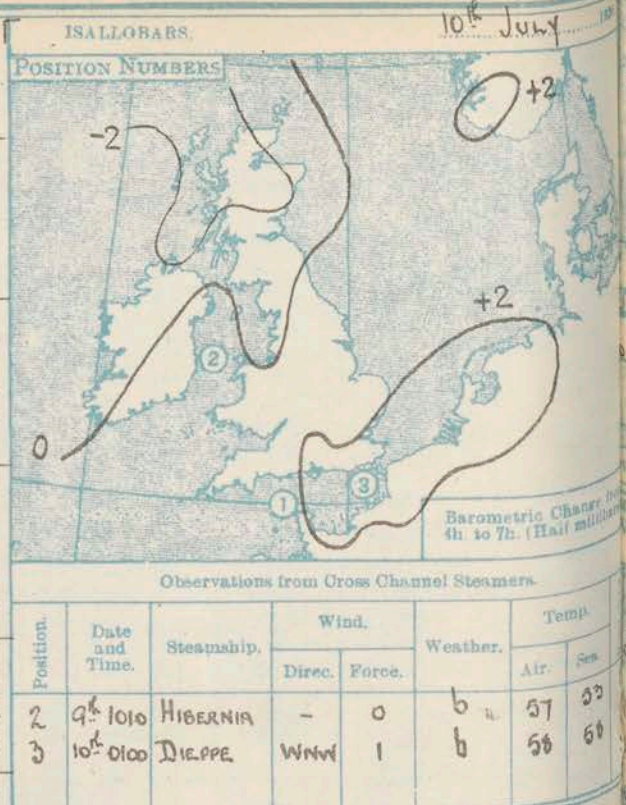 ISALLOBARS. 10th July
POSITION NUMBERS
+2
-2
+2
2
0
3
1
Barometric Change
4h. to 7h. (Half
Observations from Cross Channel Steamers.
Position. Date and Time. Steamship. Wind. Weather. Temp.
Direc. Force. Air. Sea.
2 9th 1010 HIBERNIA - 0 b 57
3 10th 0100 DIEPPE WNW 1 b 58